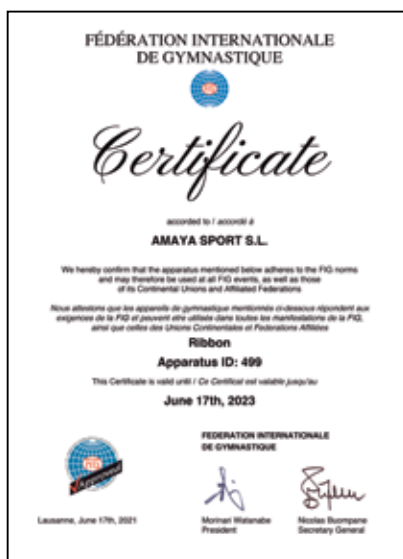 FÉDÉRATION INTERNATIONALE
DE GYMNASTIQUE
FIG
Certificate
accorded to / accordé à
AMAYA SPORT S.L.
We hereby confirm that the apparatus mentioned below adheres to the FIG norms
and may therefore be used at all FIG events, as well as those
of its Continental Unions and Affiliated Federations
Nous attestons que les appareils de gymnastique mentionnés ci-dessous répondent aux
exigences de la FIG et peuvent etre utilisés dans toutes les manifestations de la FIG,
ainsi que celles des Unions Continentales et Federations Affiliées
Ribbon
Apparatus ID: 499
This Certificate is valid until / Ce Certificat est valable jusqu'au
June 17th, 2023
FEDERATION INTERNATIONALE
DE GYMNASTIQUE
FIG
Approved
Lausanne, June 17th, 2021
Morinari Watanabe
President
Nicolas Buompane
Secretary General